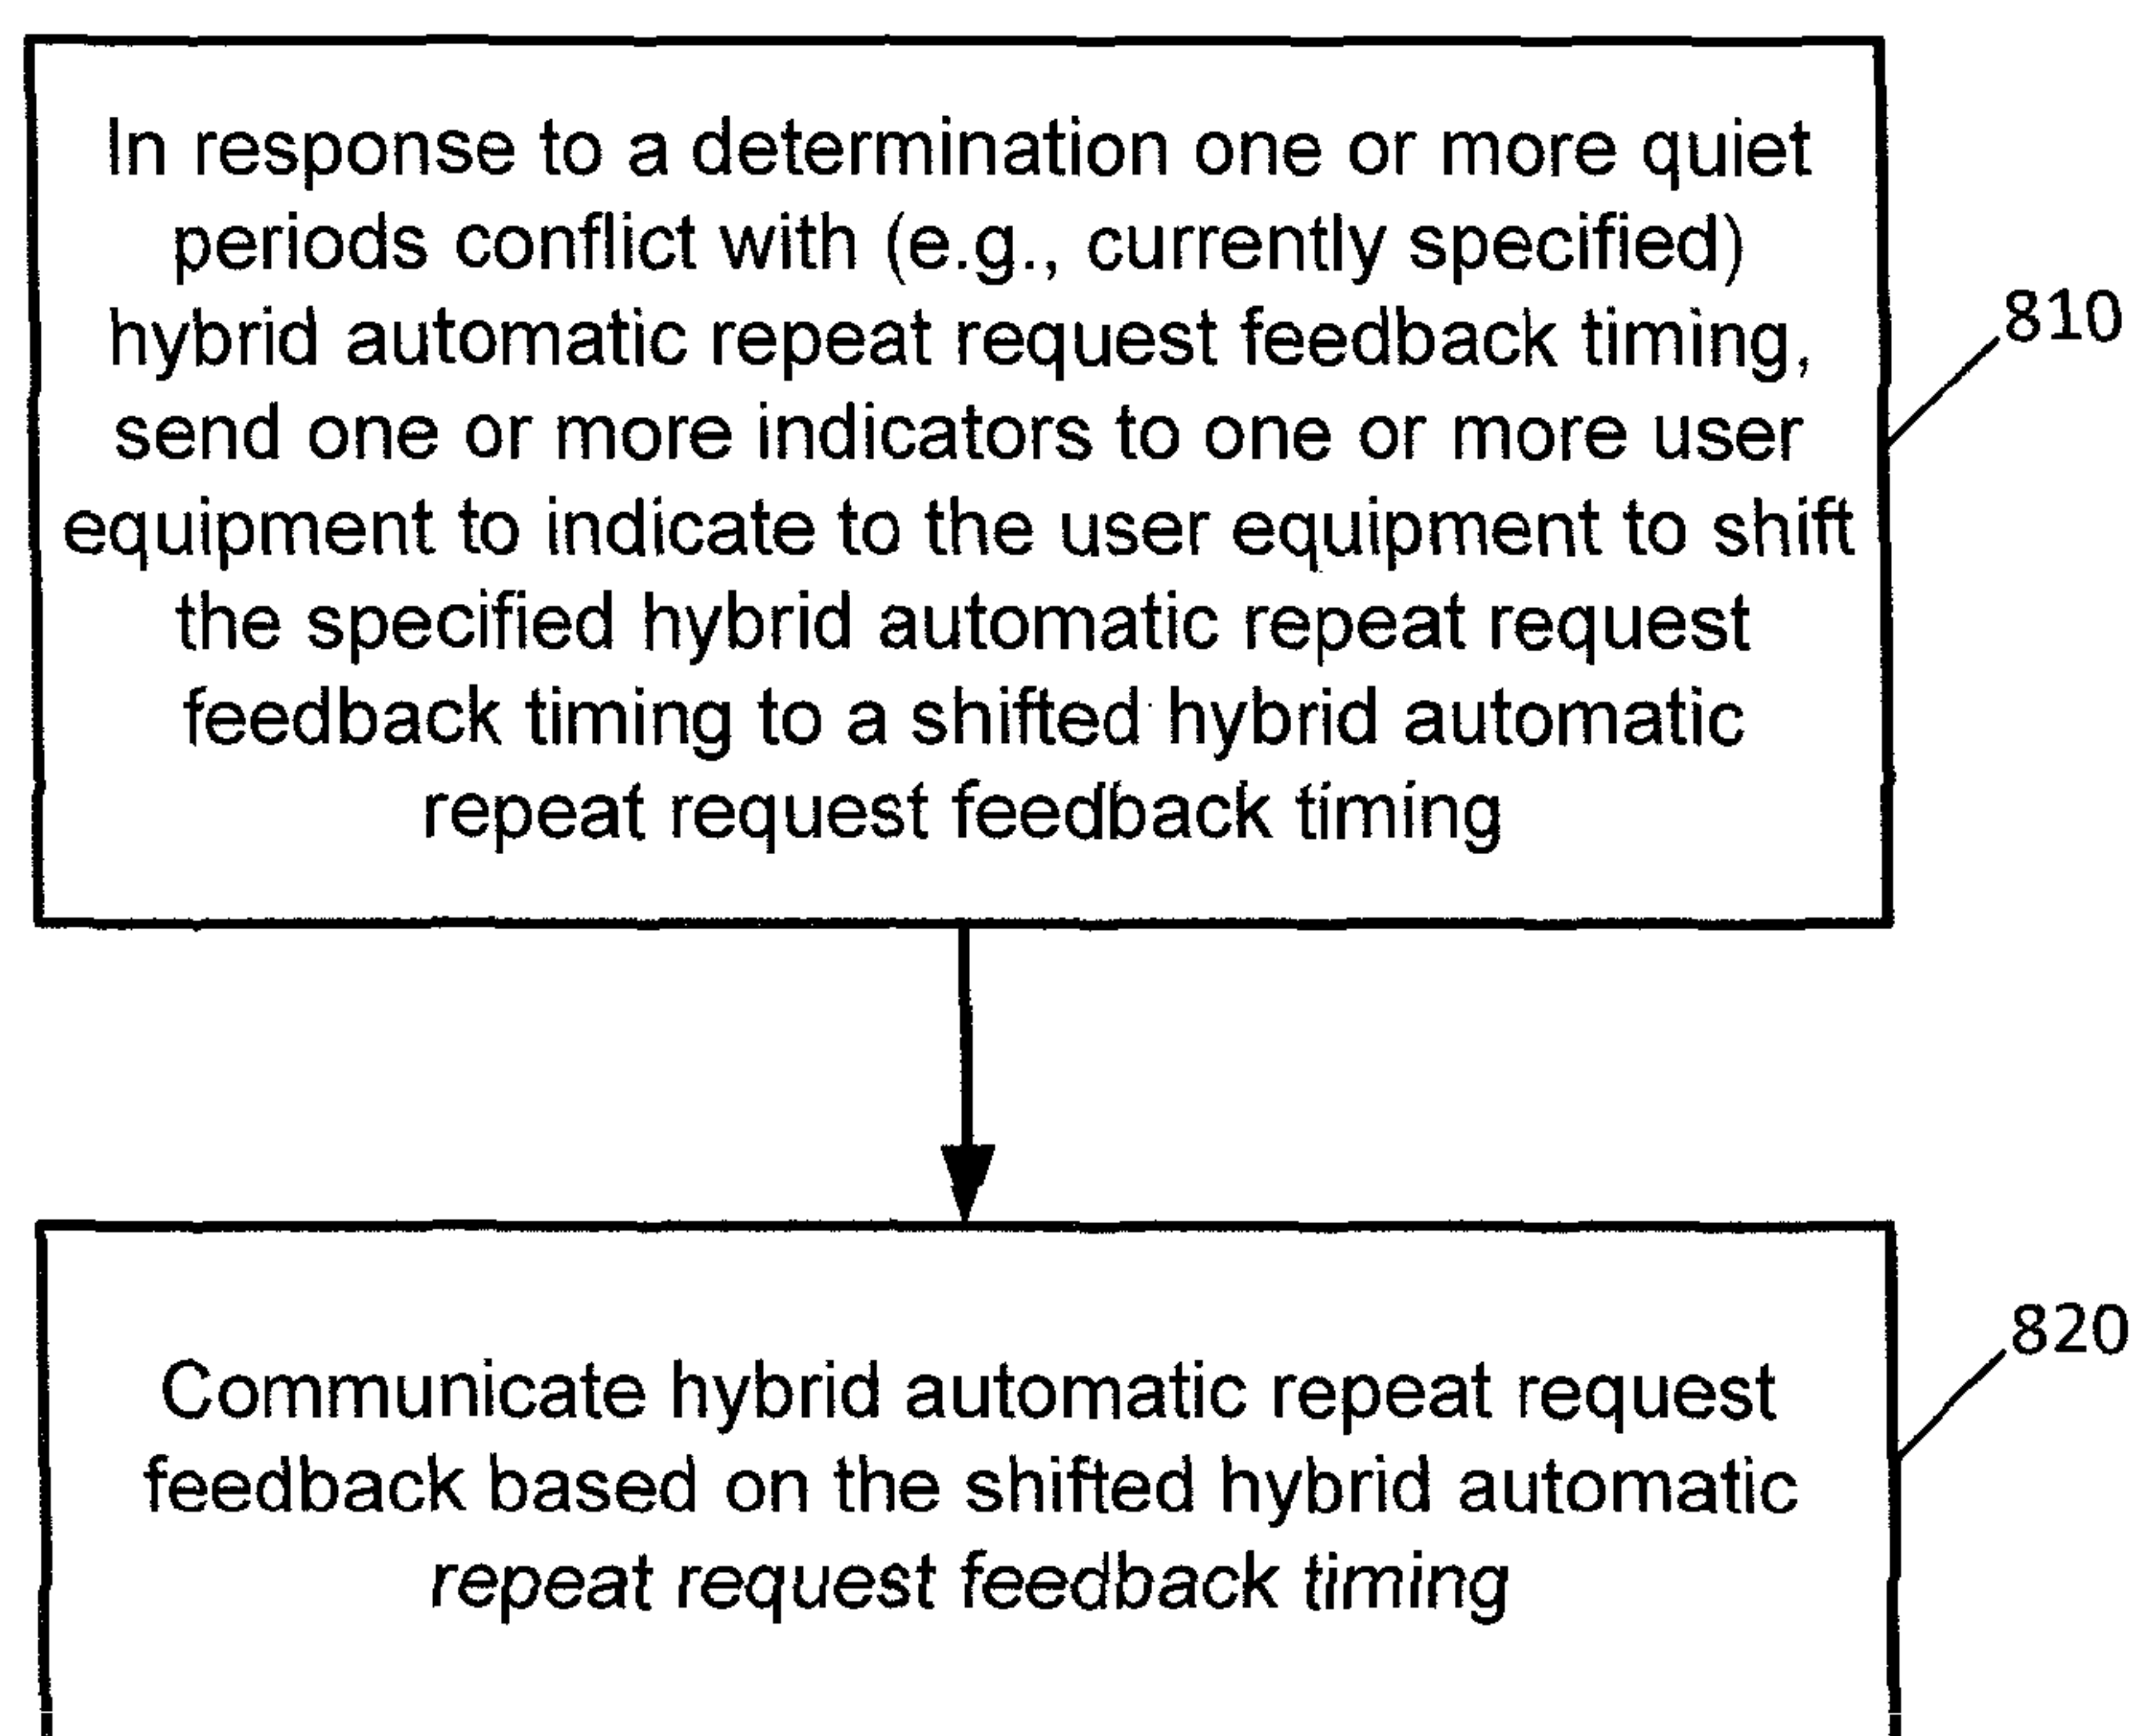 In response to a determination one or more quiet
periods conflict with (e.g., currently specified)
hybrid automatic repeat request feedback timing,
send one or more indicators to one or more user
equipment to indicate to the user equipment to shift
the specified hybrid automatic repeat request
feedback timing to a shifted hybrid automatic
repeat request feedback timing
810
820
Communicate hybrid automatic repeat request
feedback based on the shifted hybrid automatic
repeat request feedback timing